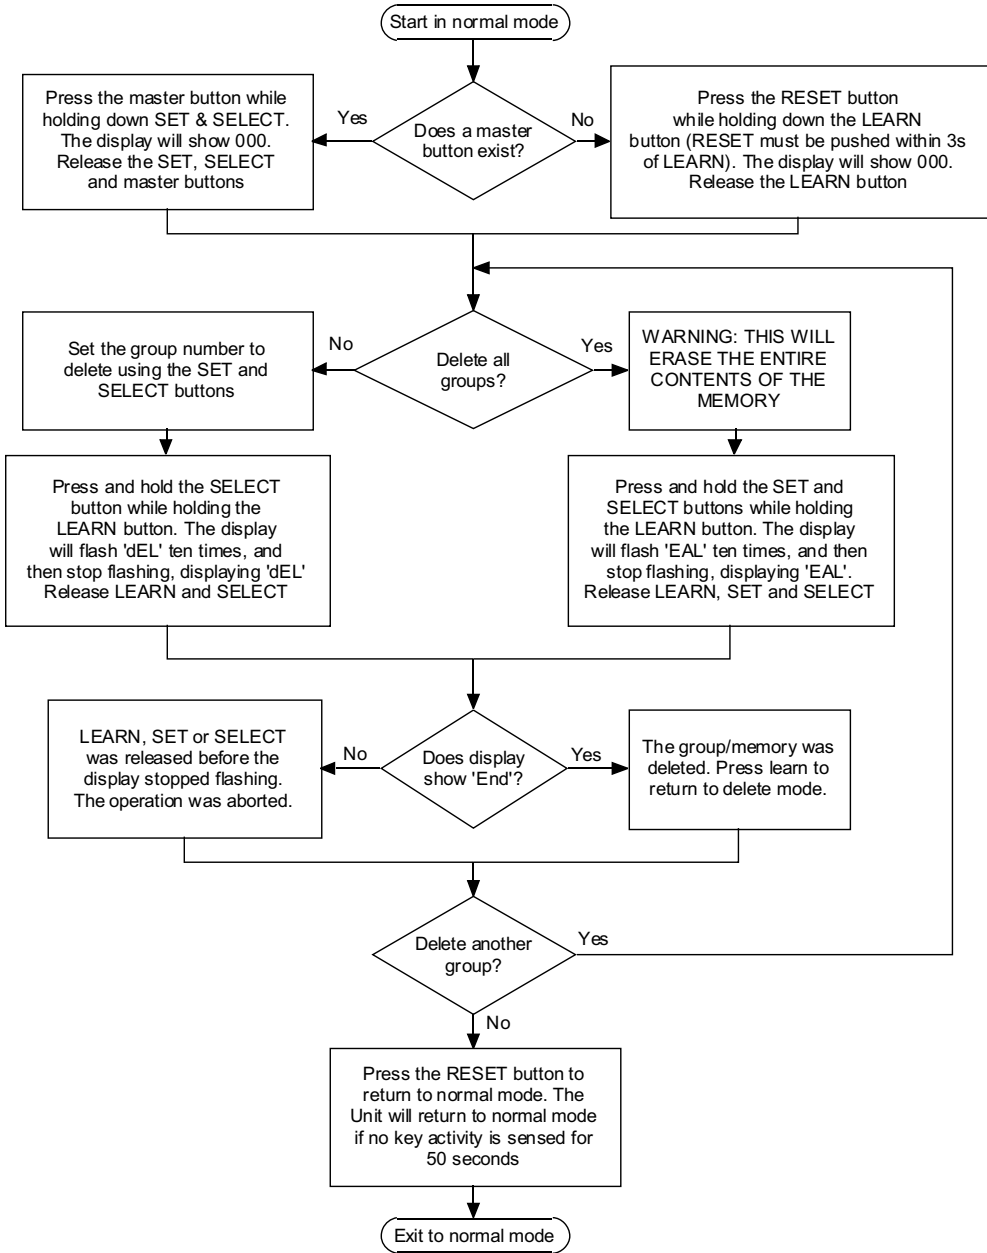 Start in normal mode
Press the master button while
holding down SET & SELECT.
The display will show 000.
Release the SET, SELECT
and master buttons
Yes
Does a master
button exist?
No
Press the RESET button
while holding down the LEARN
button (RESET must be pushed within 3s
of LEARN). The display will show 000.
Release the LEARN button
Set the group number to
delete using the SET and
SELECT buttons
No
Delete all
groups?
Yes
WARNING: THIS WILL
ERASE THE ENTIRE
CONTENTS OF THE
MEMORY
Press and hold the SELECT
button while holding the
LEARN button. The display
will flash 'dEL' ten times, and
then stop flashing, displaying 'dEL'
Release LEARN and SELECT
Press and hold the SET and
SELECT buttons while holding
the LEARN button. The display
will flash 'EAL' ten times, and then
stop flashing, displaying 'EAL'.
Release LEARN, SET and SELECT
LEARN, SET or SELECT
was released before the
display stopped flashing.
The operation was aborted.
No
Does display
show 'End'?
Yes
The group/memory was
deleted. Press learn to
return to delete mode.
Delete another
group?
Yes
No
Press the RESET button to
return to normal mode. The
Unit will return to normal mode
if no key activity is sensed for
50 seconds
Exit to normal mode